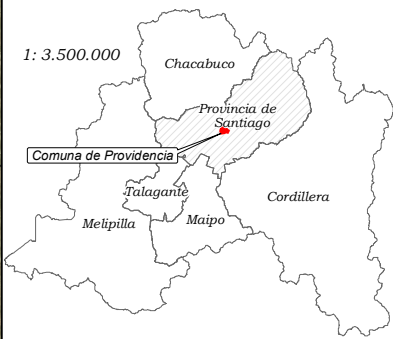 1: 3.500.000
Chacabuco
Provincia de
Santiago
Comuna de Providencia
Talagante
Cordillera
Melipilla
Maipo